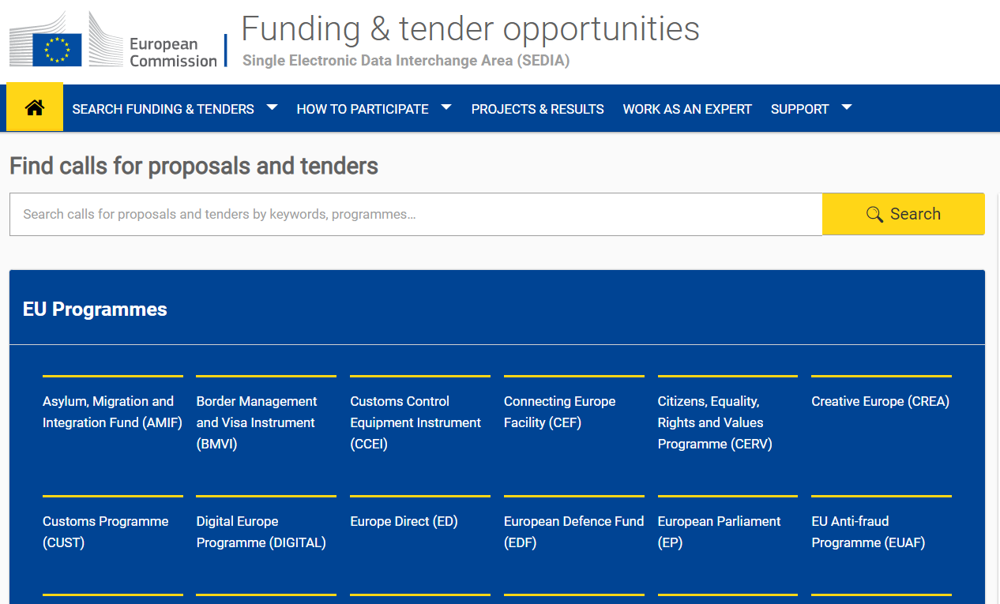 European
Commission
Funding & tender opportunities
Single Electronic Data Interchange Area (SEDIA)
SEARCH FUNDING & TENDERS HOW TO PARTICIPATE PROJECTS & RESULTS WORK AS AN EXPERT SUPPORT
Find calls for proposals and tenders
Search calls for proposals and tenders by keywords, programmes...
Search
EU Programmes
Asylum, Migration and
Integration Fund (AMIF)
Border Management
and Visa Instrument
(BMVI)
Customs Control
Equipment Instrument
(CCEI)
Connecting Europe
Facility (CEF)
Citizens, Equality,
Rights and Values
Programme (CERV)
Creative Europe (CREA)
Customs Programme
(CUST)
Digital Europe
Programme (DIGITAL)
Europe Direct (ED)
European Defence Fund
(EDF)
European Parliament
(EP)
EU Anti-fraud
Programme (EUAF)